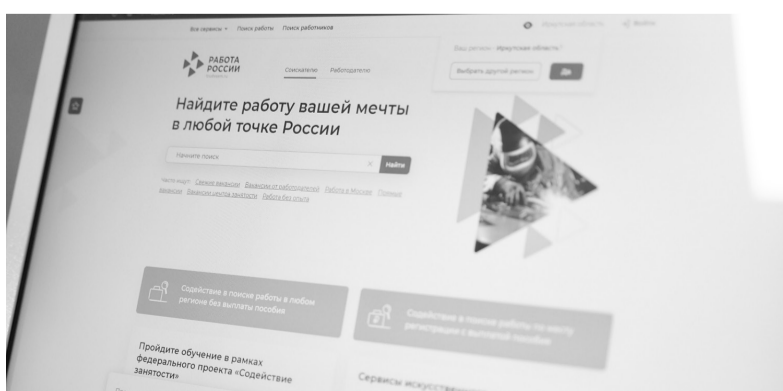 Все сервисы Поиск работы Поиск работников
Иркутская область Войти
Ваш регион Иркутская область?
Выбрать другой регион Да
РАБОТА
РОССИИ
Соискателю Работодателю
Найдите работу вашей мечты
в любой точке России
Начните поиск Найти
Часто ищут: Свежие вакансии Вакансии от работодателей Работа в Москве Прямые
вакансии Вакансии центра занятости Работа без опыта
Содействие в поиске работы в любом
регионе без выплаты пособия
Содействие в поиске работы по месту
регистрации с выплатой пособия
Пройдите обучение в рамках
федерального проекта «Содействие
занятости»
Сервисы